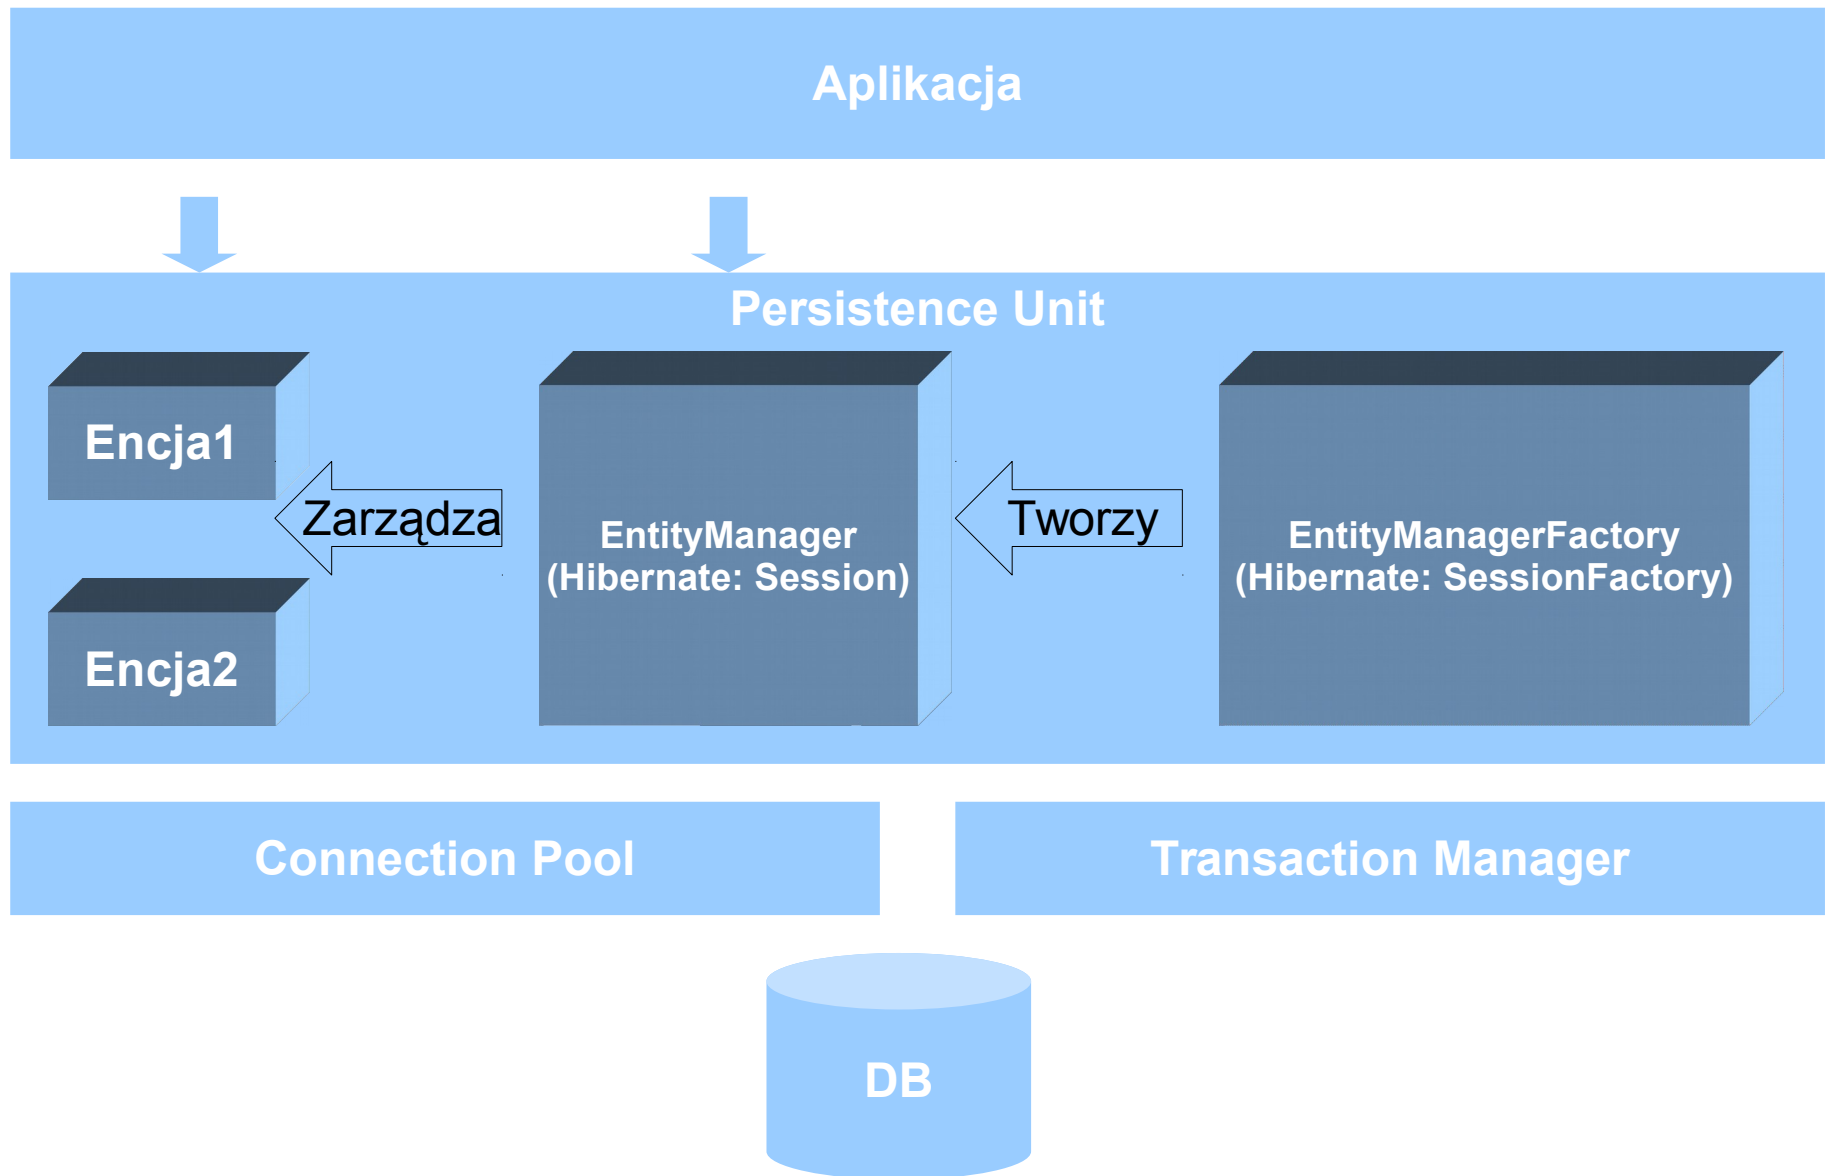 Aplikacja
Persistence Unit
Encja1
Zarządza
EntityManager
(Hibernate: Session)
Tworzy
EntityManagerFactory
(Hibernate: SessionFactory)
Encja2
Connection Pool
Transaction Manager
DB